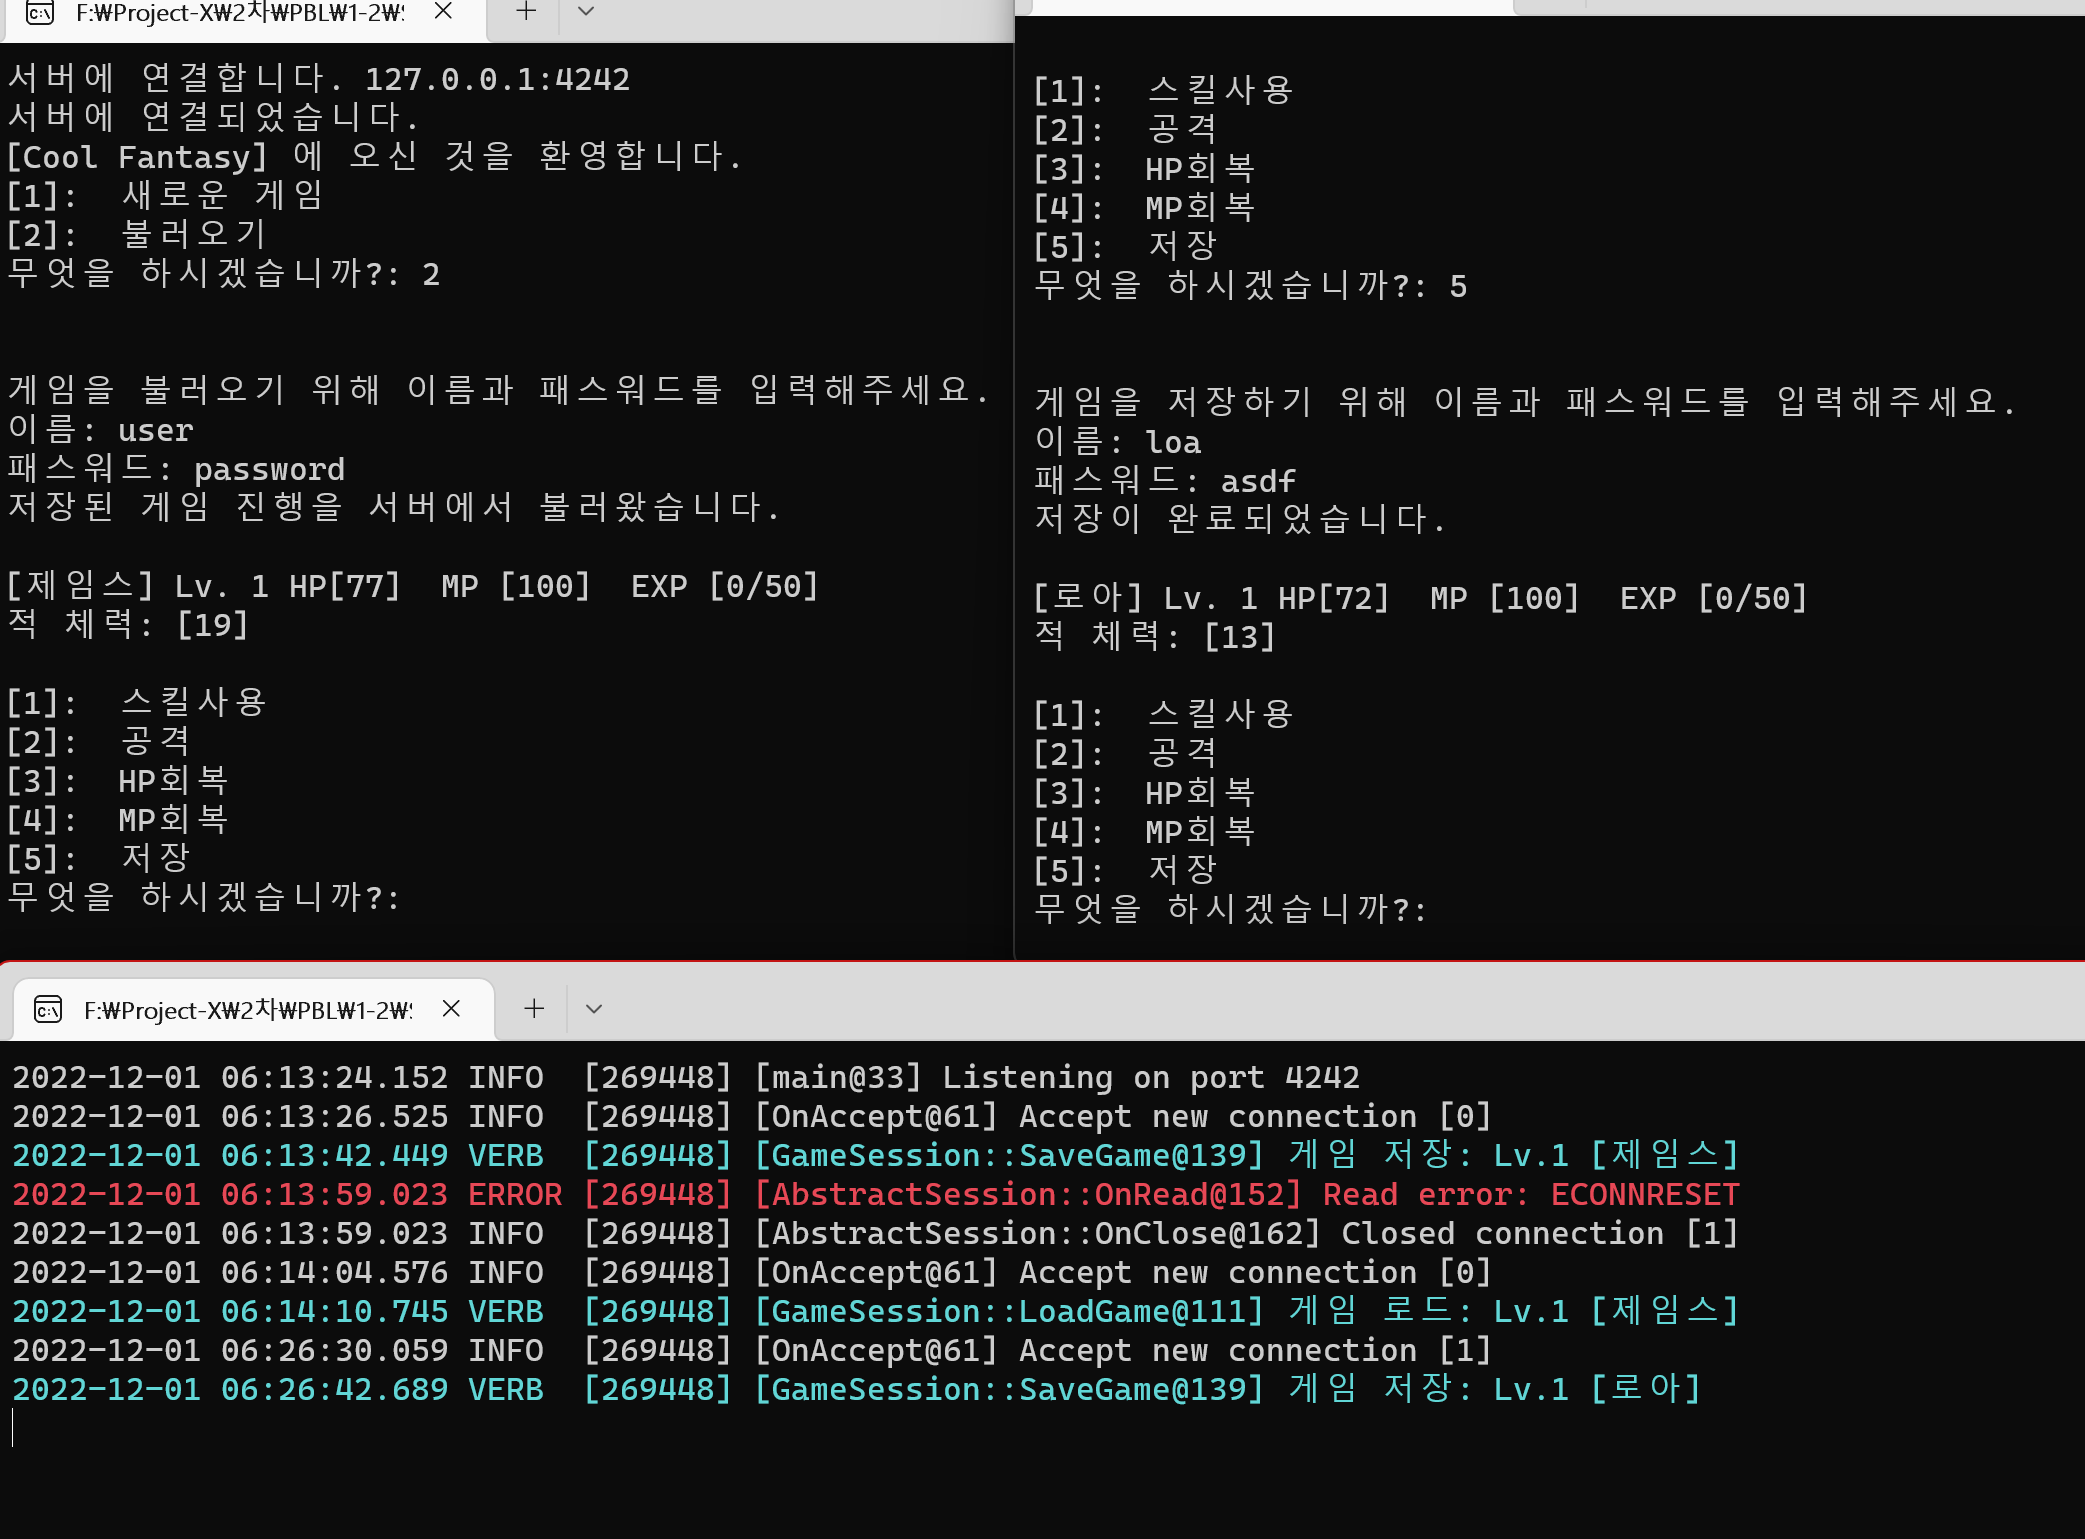 F:₩Project-X₩2차₩PBL₩1-2₩
서버에 연결합니다. 127.0.0.1:4242
서버에 연결되었습니다.
[Cool Fantasy] 에 오신 것을 환영합니다.
[1]:  새로운 게임
[2]:  불러오기
무엇을 하시겠습니까?: 2
게임을 불러오기 위해 이름과 패스워드를 입력해주세요.
이름: user
패스워드: password
저장된 게임 진행을 서버에서 불러왔습니다.
[제임스] Lv. 1 HP[77]  MP [100]  EXP [0/50]
적 체력: [19]
[1]:  스킬사용
[2]:  공격
[3]:  HP회복
[4]:  MP회복
[5]:  저장
무엇을 하시겠습니까?:
[1]:  스킬사용
[2]:  공격
[3]:  HP회복
[4]:  MP회복
[5]:  저장
무엇을 하시겠습니까?: 5
게임을 저장하기 위해 이름과 패스워드를 입력해주세요.
이름: loa
패스워드: asdf
저장이 완료되었습니다.
[로아] Lv. 1 HP[72]  MP [100]  EXP [0/50]
적 체력: [13]
[1]:  스킬사용
[2]:  공격
[3]:  HP회복
[4]:  MP회복
[5]:  저장
무엇을 하시겠습니까?:
F:₩Project-X₩2차₩PBL₩1-2₩
2022-12-01 06:13:24.152 INFO  [269448] [main@33] Listening on port 4242
2022-12-01 06:13:26.525 INFO  [269448] [OnAccept@61] Accept new connection [0]
2022-12-01 06:13:42.449 VERB  [269448] [GameSession::SaveGame@139] 게임 저장: Lv.1 [제임스]
2022-12-01 06:13:59.023 ERROR [269448] [AbstractSession::OnRead@152] Read error: ECONNRESET
2022-12-01 06:13:59.023 INFO  [269448] [AbstractSession::OnClose@162] Closed connection [1]
2022-12-01 06:14:04.576 INFO  [269448] [OnAccept@61] Accept new connection [0]
2022-12-01 06:14:10.745 VERB  [269448] [GameSession::LoadGame@111] 게임 로드: Lv.1 [제임스]
2022-12-01 06:26:30.059 INFO  [269448] [OnAccept@61] Accept new connection [1]
2022-12-01 06:26:42.689 VERB  [269448] [GameSession::SaveGame@139] 게임 저장: Lv.1 [로아]